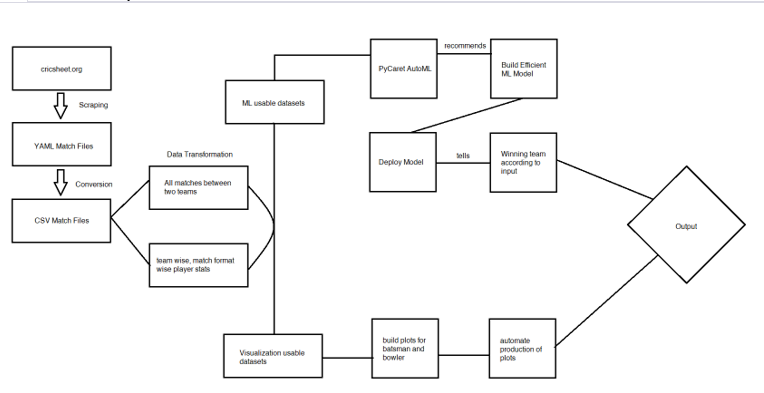 cricsheet.org
Scraping
YAML Match Files
Conversion
CSV Match Files
Data Transformation
All matches between
two teams
team wise, match format
wise player stats
ML usable datasets
PyCaret AutoML
recommends
Build Efficient
ML Model
Deploy Model
tells
Winning team
according to
input
Visualization usable
datasets
build plots for
batsman and
bowler
automate
production of
plots
Output